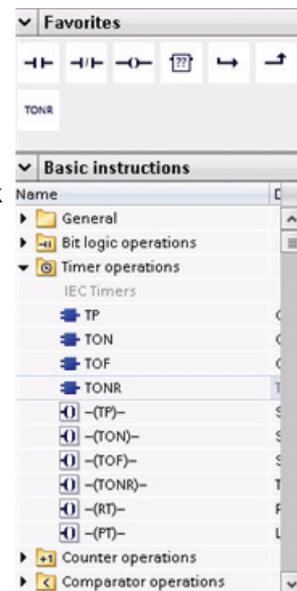 Favorites
??
TONR
Basic instructions
Name
General
Bit logic operations
Timer operations
IEC Timers
TP
TON
TOF
TONR
-(TP)-
-(TON)-
-(TOF)-
-(TONR)-
-(RT)-
-(PT)-
+1 Counter operations
Comparator operations